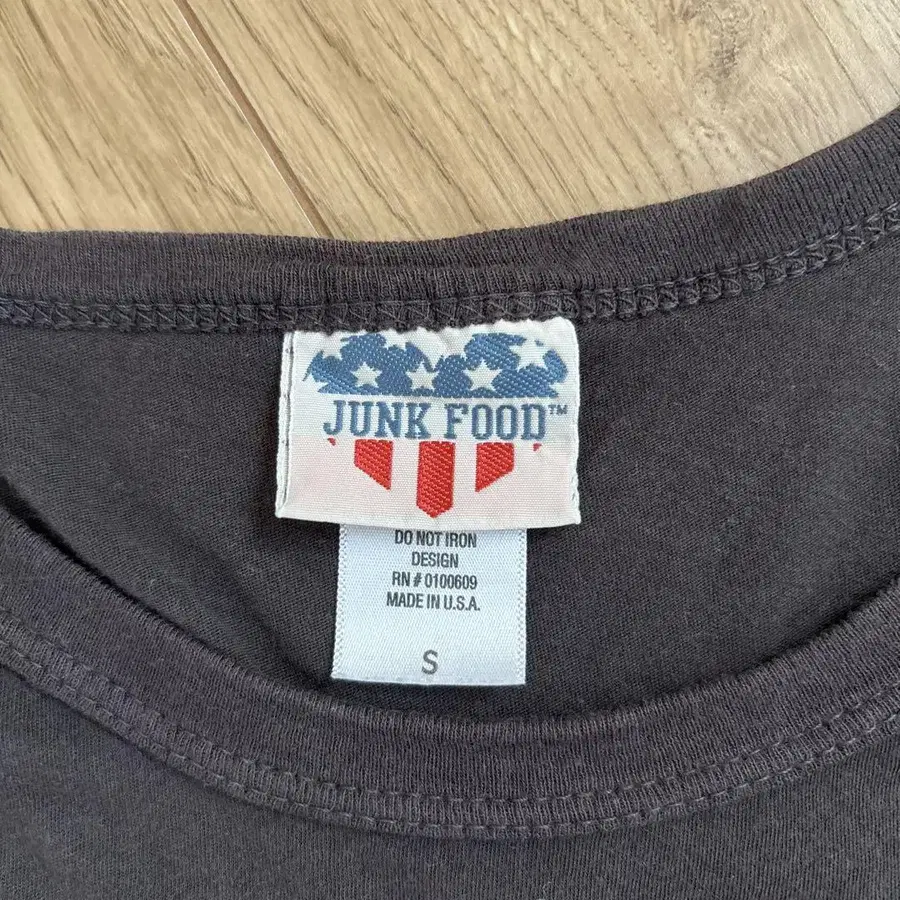 JUNK FOOD™
DO NOT IRON
DESIGN
RN # 0100609
MADE IN U.S.A.
S